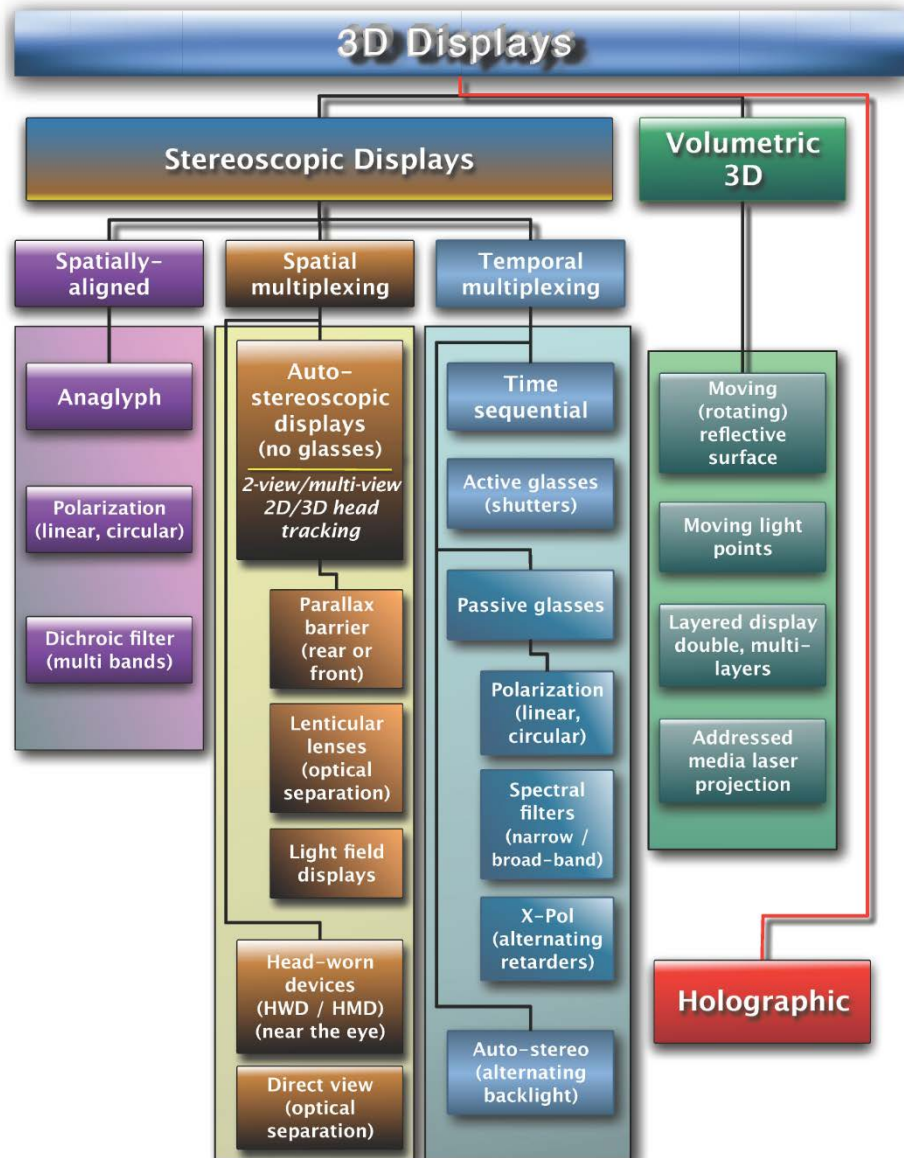 3D Displays
Stereoscopic Displays
Volumetric
3D
Spatially-
aligned
Anaglyph
Polarization
(linear, circular)
Dichroic filter
(multi bands)
Spatial
multiplexing
Auto-
stereoscopic
displays
(no glasses)
2-view/multi-view
2D/3D head
tracking
Parallax
barrier
(rear or
front)
Lenticular
lenses
(optical
separation)
Light field
displays
Head-worn
devices
(HWD / HMD)
(near the eye)
Direct view
(optical
separation)
Temporal
multiplexing
Time
sequential
Active glasses
(shutters)
Passive glasses
Polarization
(linear,
circular)
Spectral
filters
(narrow /
broad-band)
X-Pol
(alternating
retarders)
Auto-stereo
(alternating
backlight)
Moving
(rotating)
reflective
surface
Moving light
points
Layered display
double, multi-
layers
Addressed
media laser
projection
Holographic